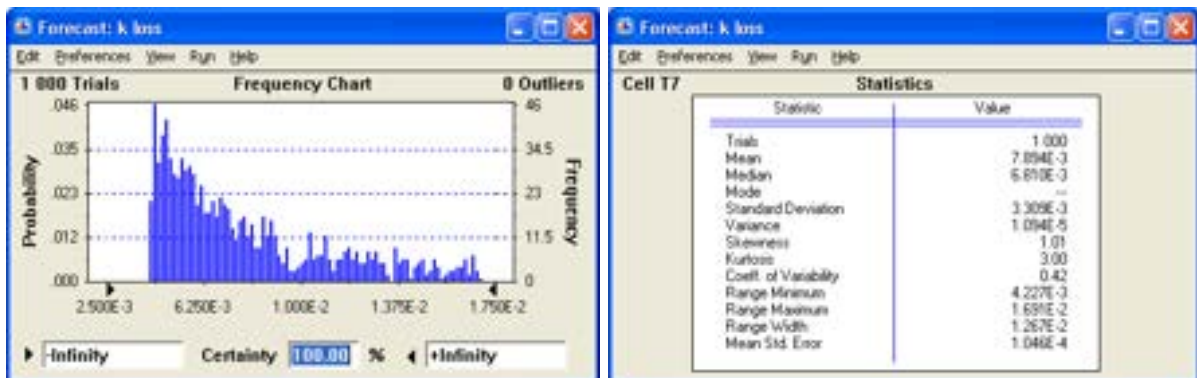 Forecast: k loss
Edit Preferences View Run Help
1 000 Trials Frequency Chart 0 Outliers
Probability
.046
.035
.023
.012
.000
46
34.5
23
11.5
0
Frequency
2.500E-3 6.250E-3 1.000E-2 1.375E-2 1.750E-2
-Infinity Certainty 100.00 % +Infinity
Forecast: k loss
Edit Preferences View Run Help
Cell T7 Statistics
Statistic Value
Trials 1 000
Mean 7.894E-3
Median 6.810E-3
Mode ---
Standard Deviation 3.309E-3
Variance 1.094E-5
Skewness 1.01
Kurtosis 3.00
Coeff. of Variability 0.42
Range Minimum 4.227E-3
Range Maximum 1.691E-2
Range Width 1.267E-2
Mean Std. Error 1.046E-4